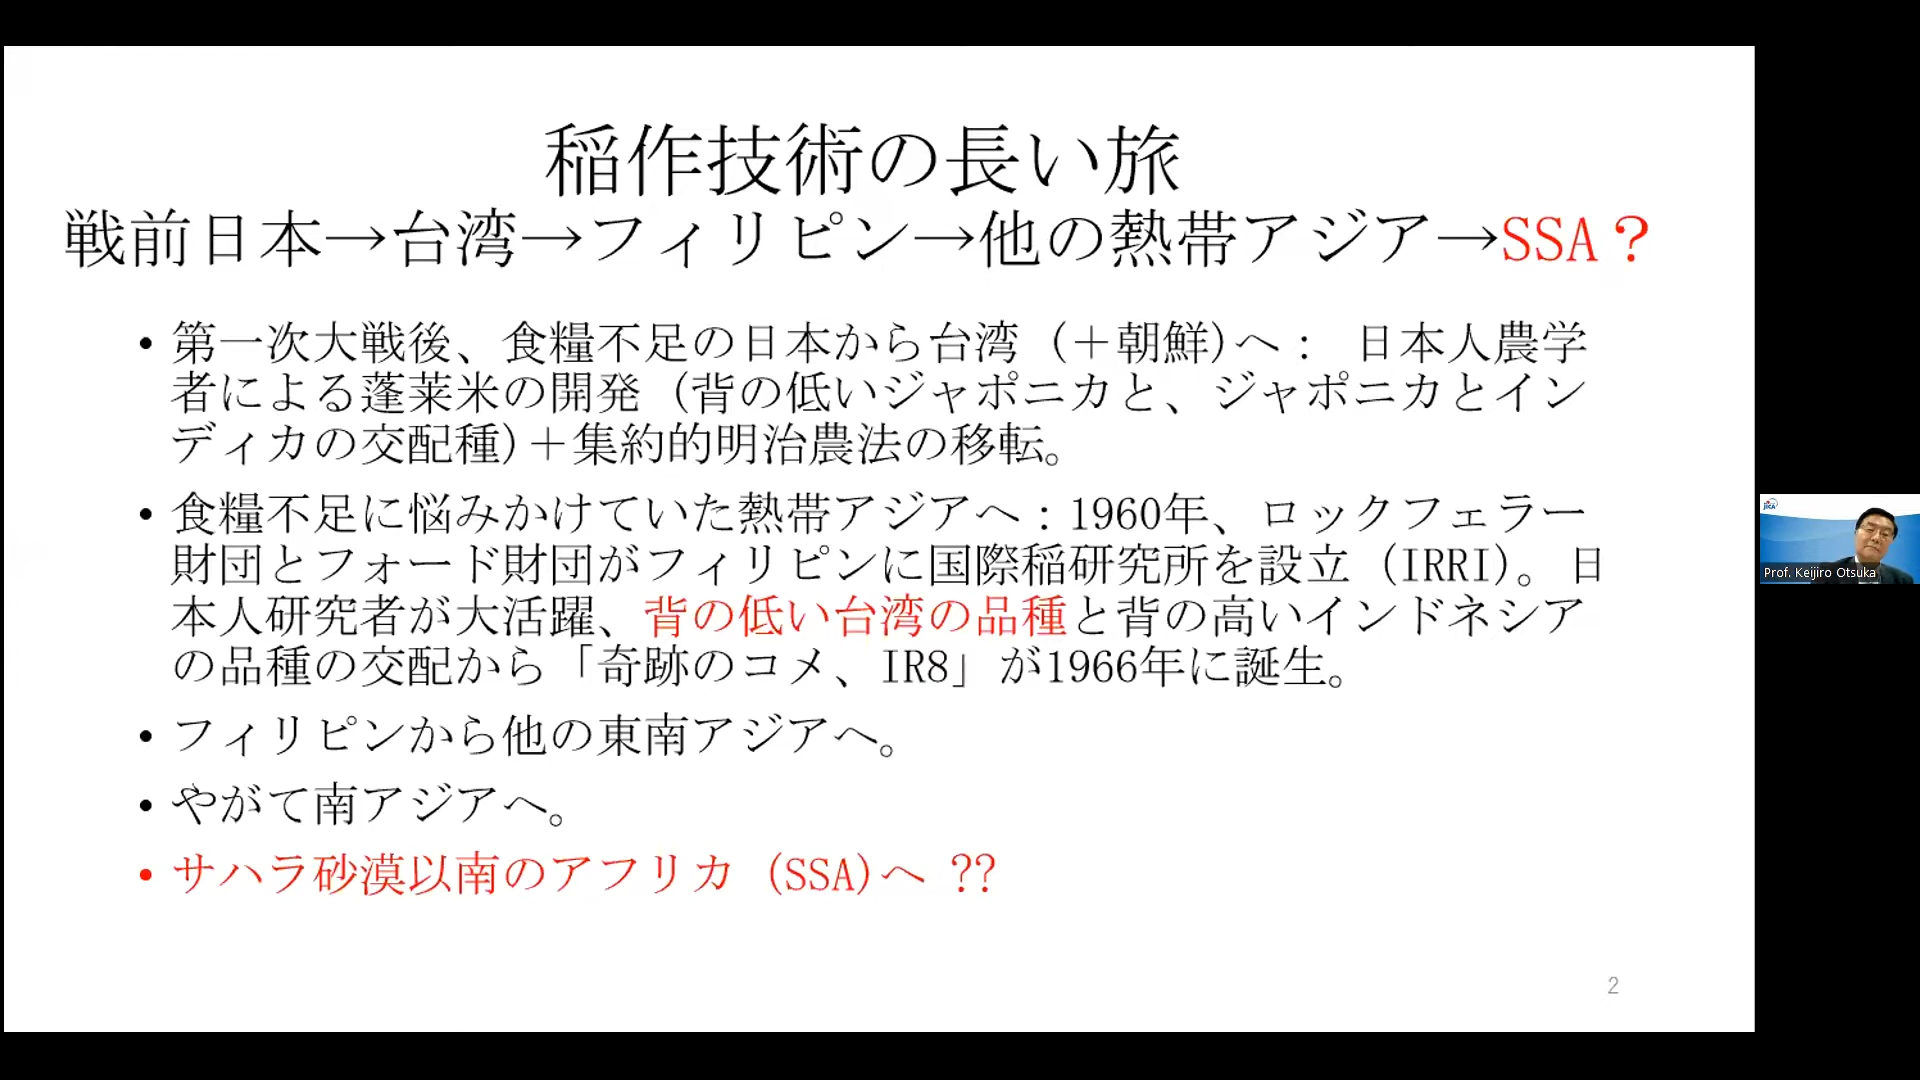 稲作技術の長い旅
戦前日本→台湾→フィリピン→他の熱帯アジア→SSA？
• 第一次大戦後、食糧不足の日本から台湾（＋朝鮮)へ： 日本人農学
者による蓬莱米の開発（背の低いジャポニカと、ジャポニカとイン
ディカの交配種)＋集約的明治農法の移転。
• 食糧不足に悩みかけていた熱帯アジアへ：1960年、ロックフェラー
財団とフォード財団がフィリピンに国際稲研究所を設立（IRRI)。日
本人研究者が大活躍、背の低い台湾の品種と背の高いインドネシア
の品種の交配から「奇跡のコメ、IR8」が1966年に誕生。
• フィリピンから他の東南アジアへ。
• やがて南アジアへ。
• サハラ砂漠以南のアフリカ（SSA)へ ??
2
JICA
Prof. Keijiro Otsuka